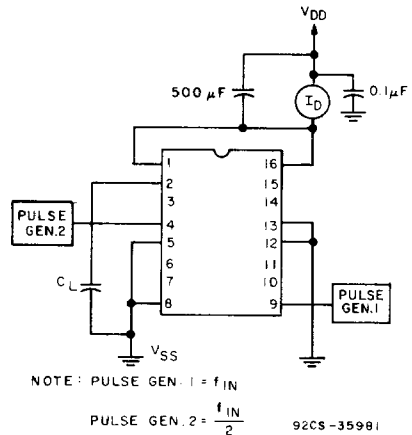 VDD
500 µF
ID
0.1µF
1 16
2 15
3 14
PULSE GEN.2
4 13
5 12
6 11
7 10
8 9
CL
PULSE GEN.1
VSS
NOTE: PULSE GEN. 1 = fIN
PULSE GEN. 2 = fIN/2
92CS-35981